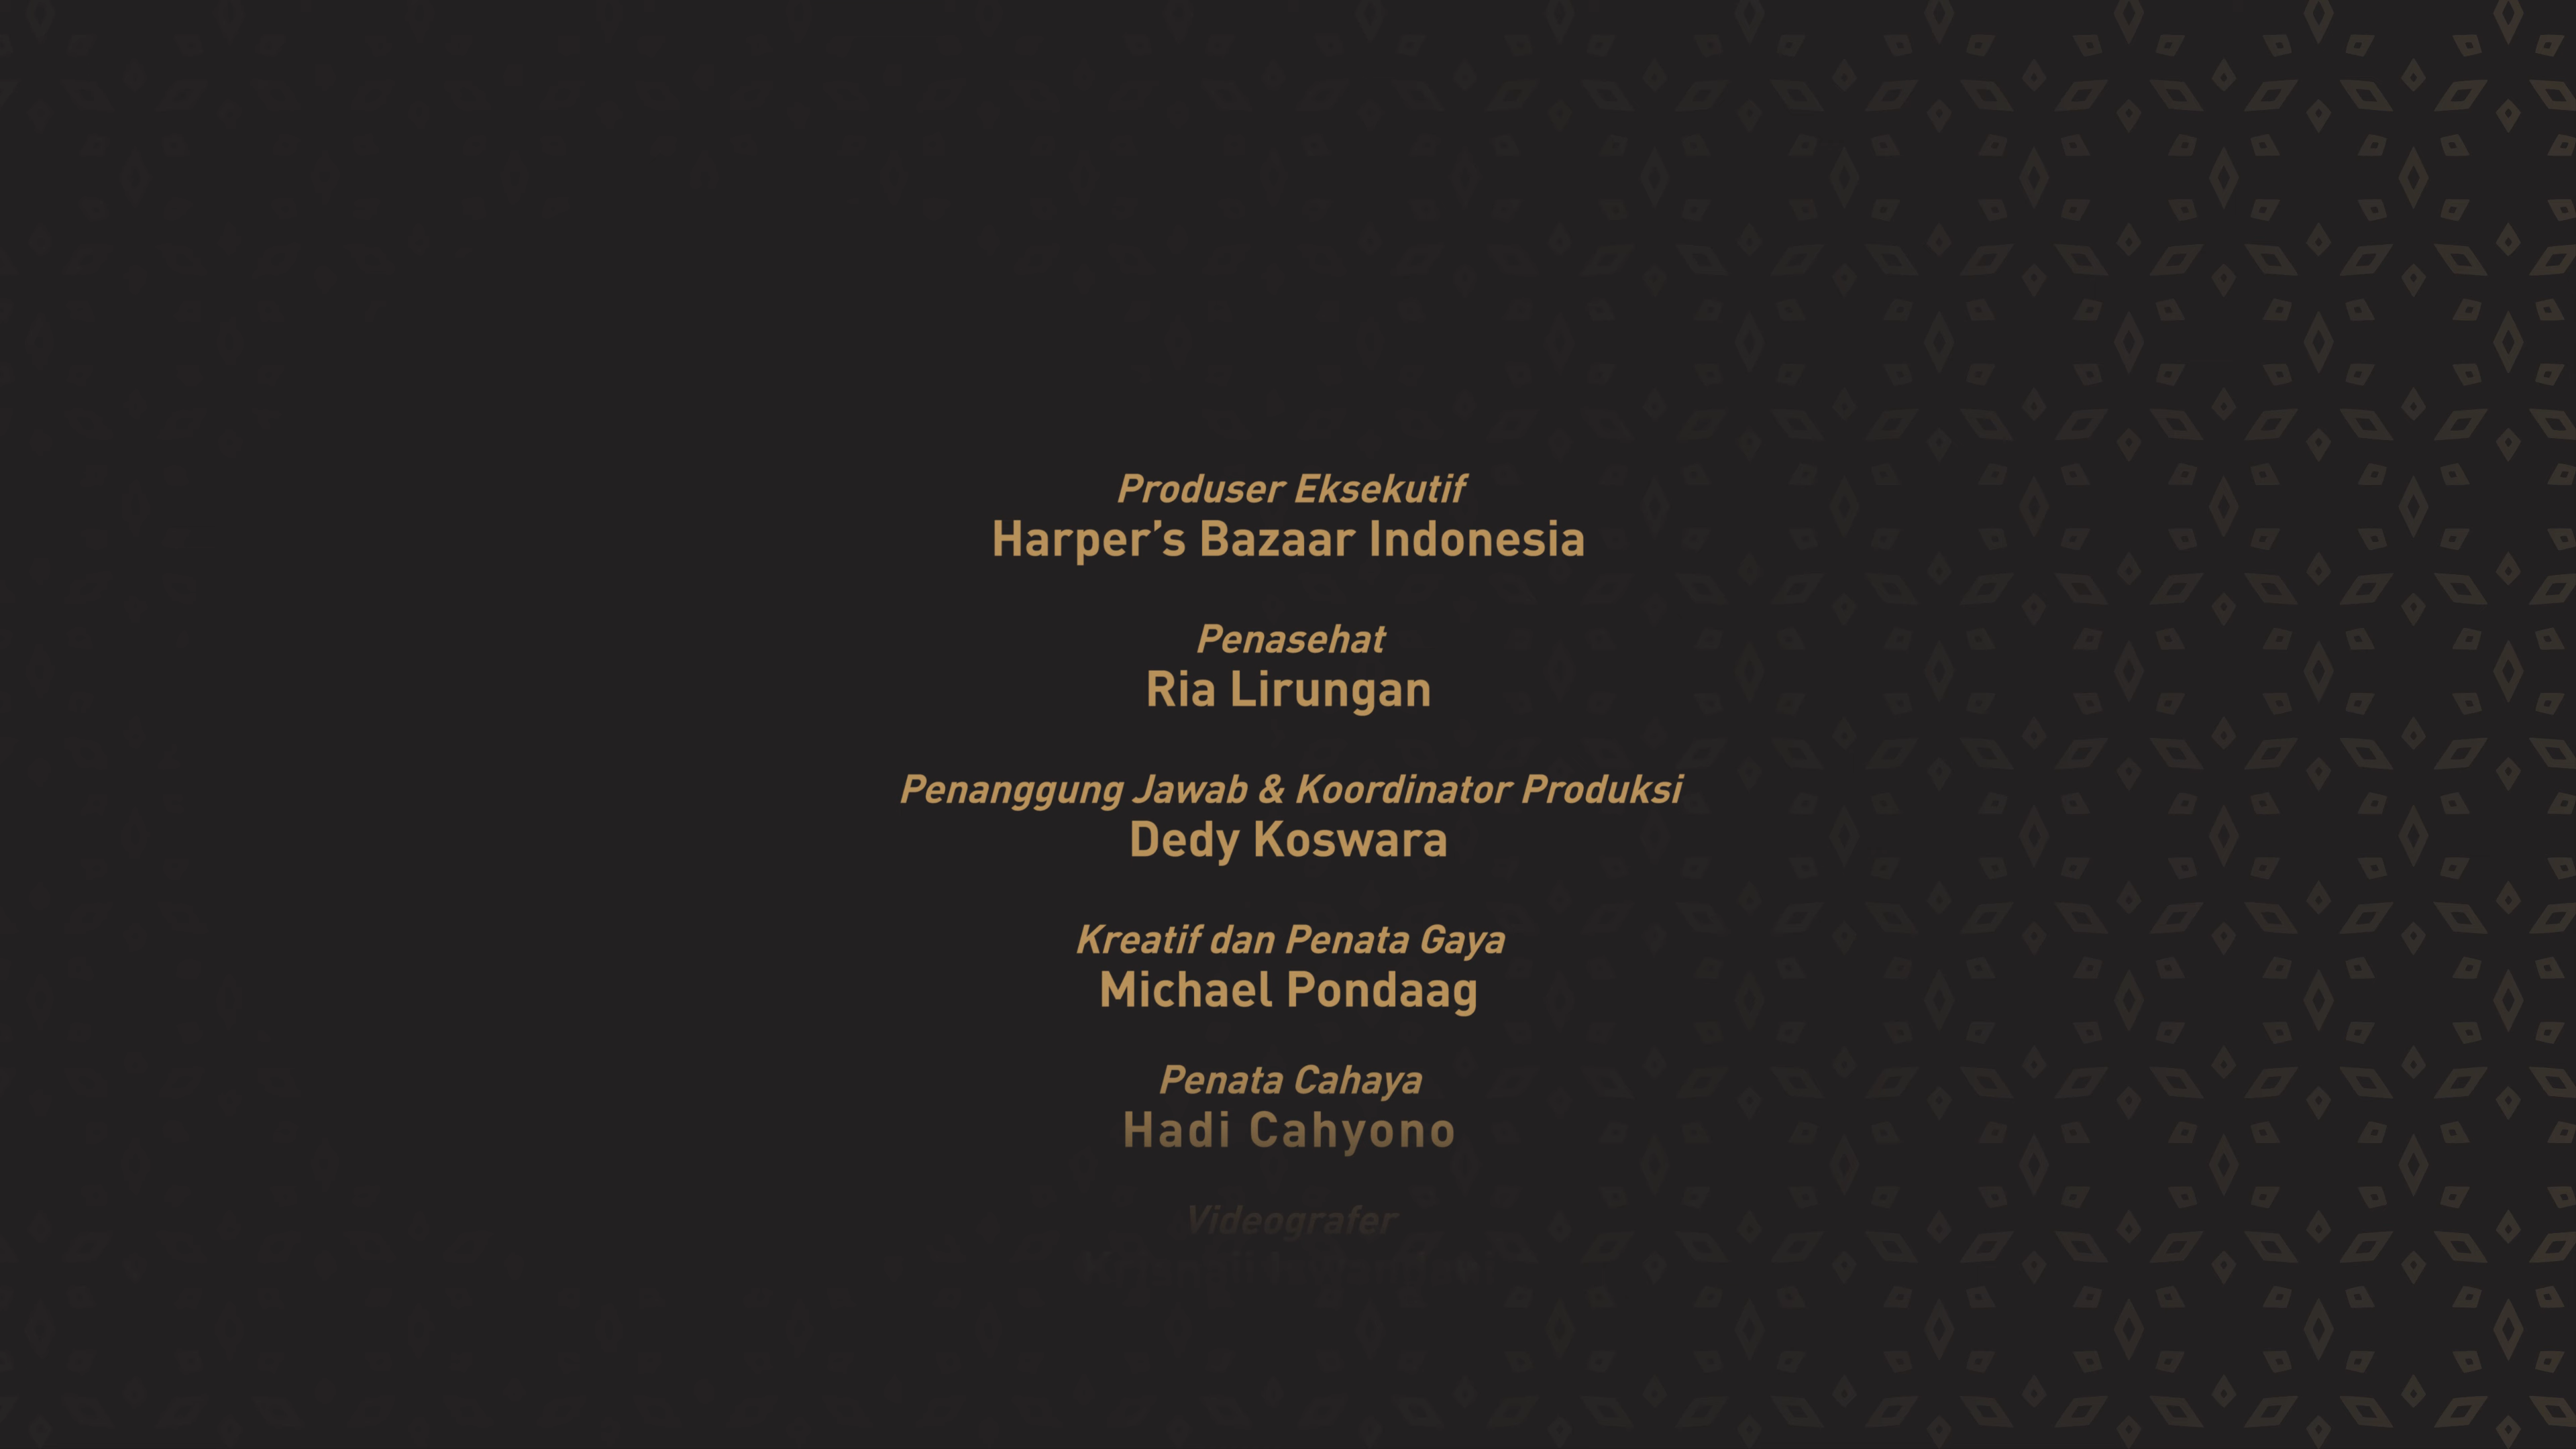 Produser Eksekutif
Harper’s Bazaar Indonesia
Penasehat
Ria Lirungan
Penanggung Jawab & Koordinator Produksi
Dedy Koswara
Kreatif dan Penata Gaya
Michael Pondaag
Penata Cahaya
Hadi Cahyono
Videografer